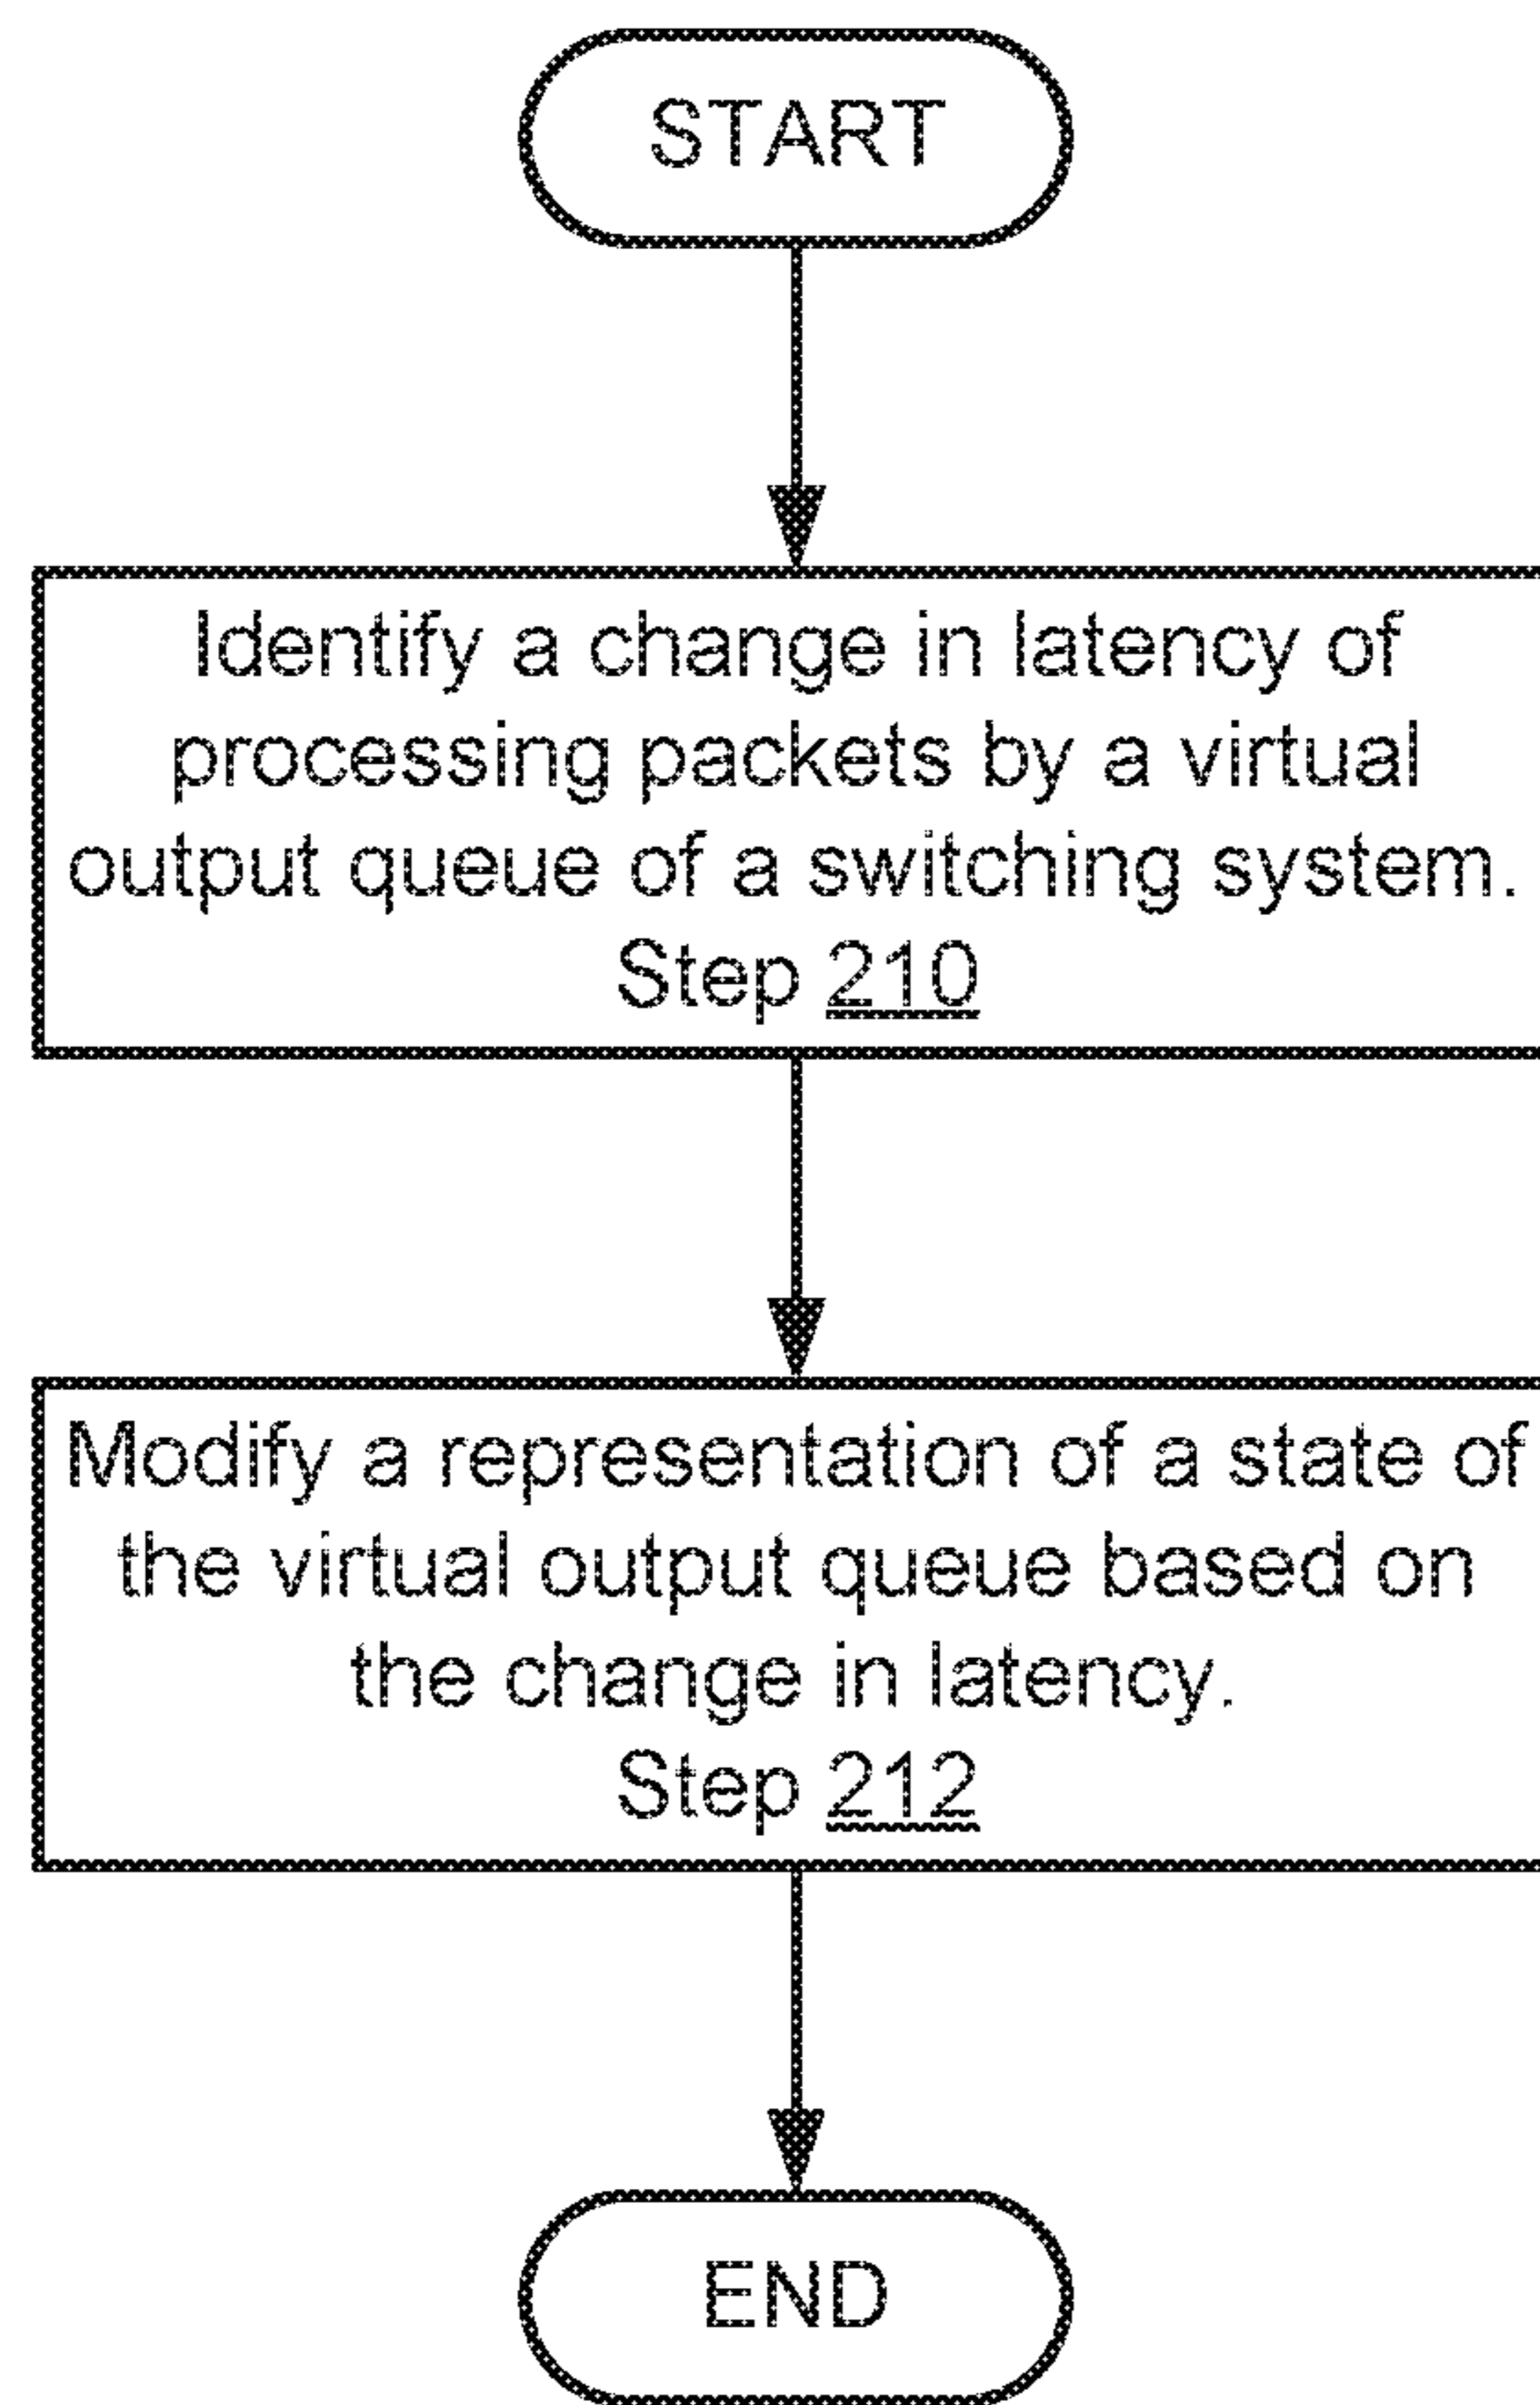 START
Identify a change in latency of
processing packets by a virtual
output queue of a switching system.
Step 210
Modify a representation of a state of
the virtual output queue based on
the change in latency.
Step 212
END